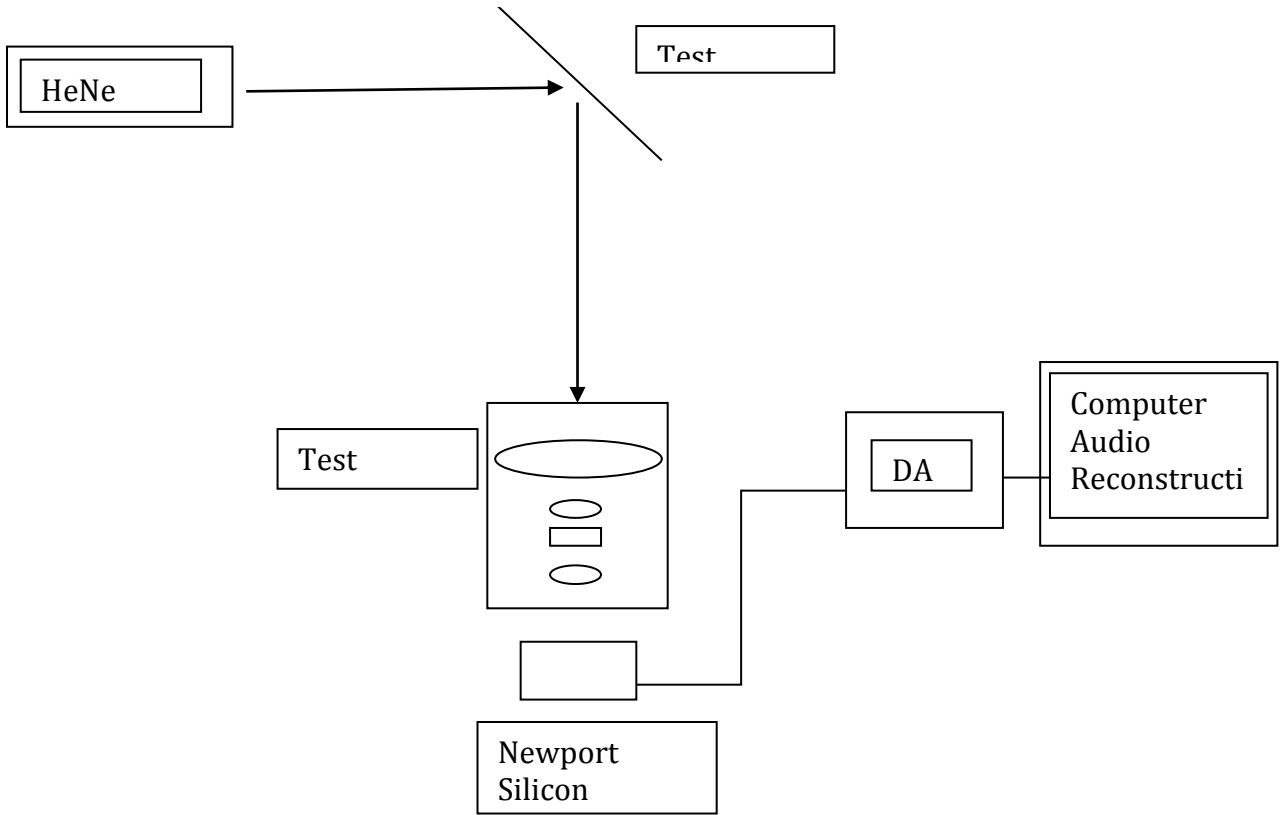 Test
HeNe
Test
Computer
Audio
Reconstructi
DA
Newport
Silicon